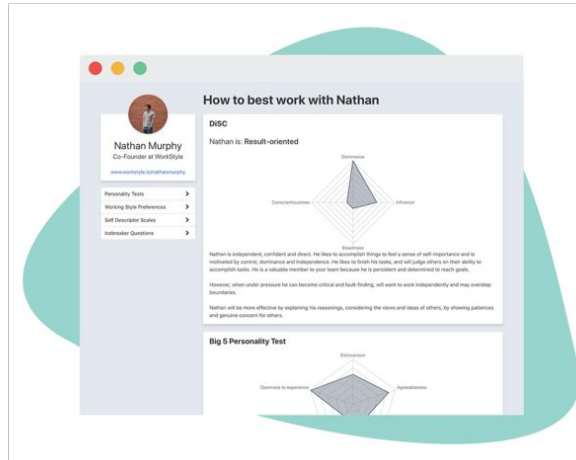 How to best work with Nathan
Nathan Murphy
Co-Founder at WorkStyle
www.workstyle.io/nathanmurphy
Personality Tests
Working Style Preferences
Self Descriptor Scales
Icebreaker Questions
DiSC
Nathan is: Result-oriented
Dominance
Conscientiousness
Influence
Steadiness
Nathan is independent, confident and direct. He likes to accomplish things to feel a sense of self-importance and is
motivated by control, dominance and independence. He likes to finish his tasks, and will judge others on their ability to
accomplish tasks. He is a valuable member to your team because he is persistent and determined to reach goals.
However, when under pressure he can become critical and fault-finding, will want to work independently and may overstep
boundaries.
Nathan will be more effective by explaining his reasonings, considering the views and ideas of others, by showing patiences
and genuine concern for others.
Big 5 Personality Test
Extraversion
Openness to experience
Agreeableness